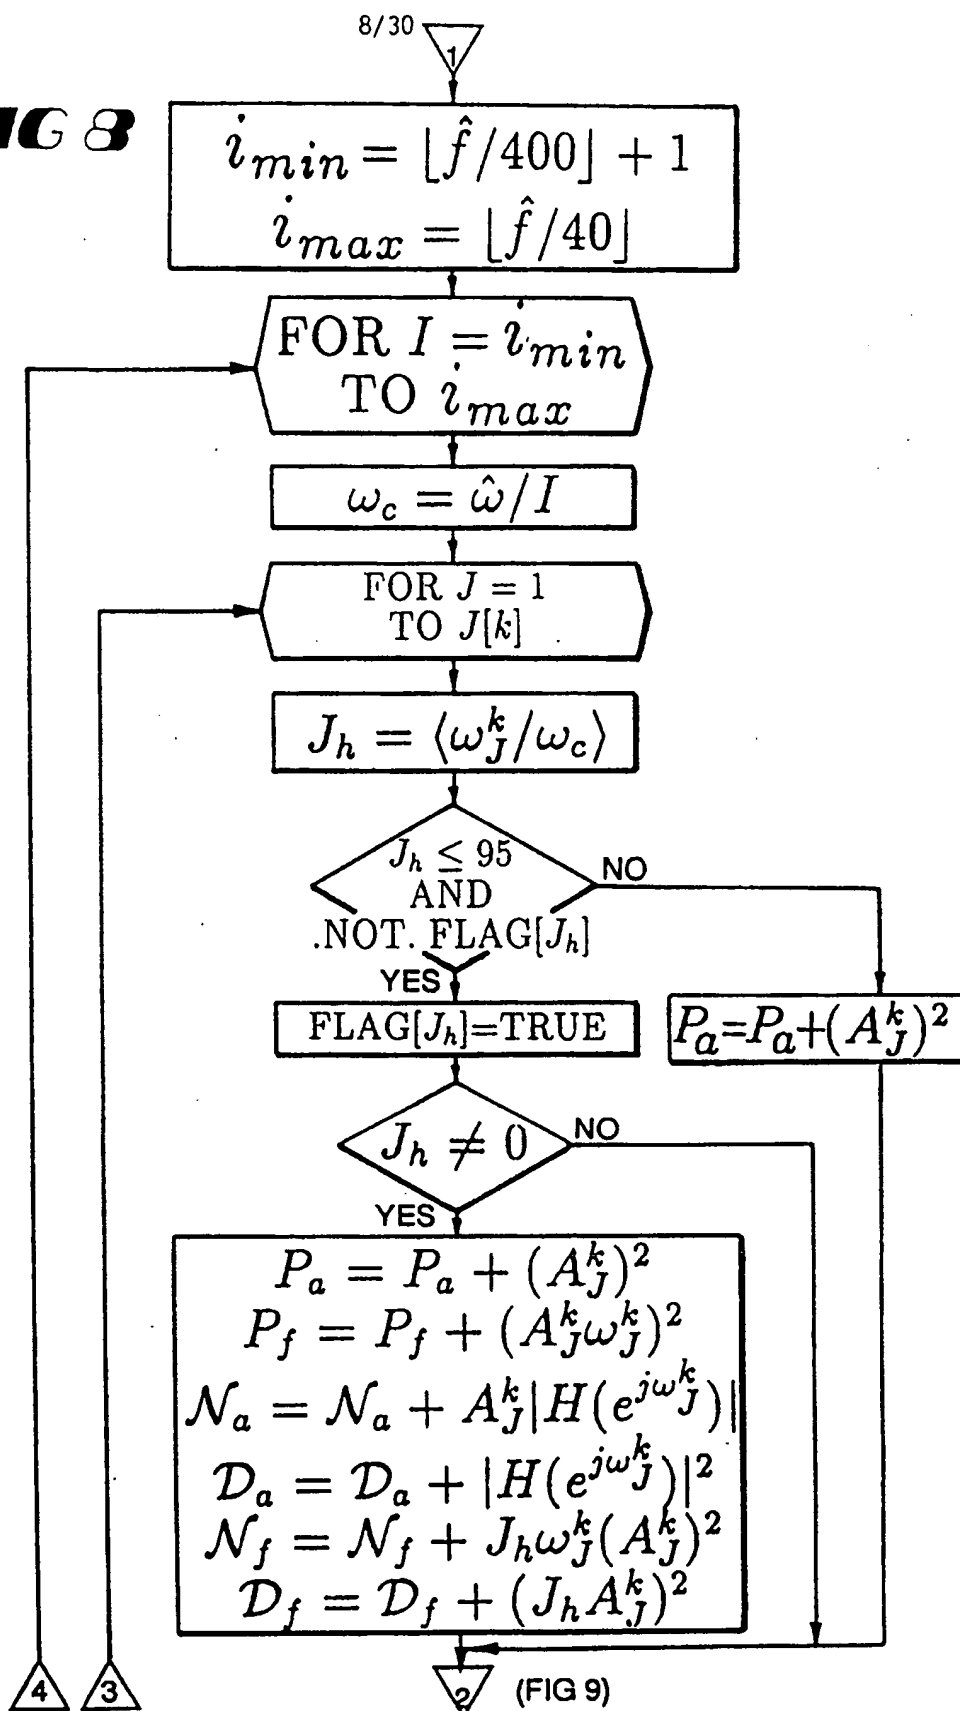 8/30
1
IG 8
i_min = ⌊f̂/400⌋ + 1
i_max = ⌊f̂/40⌋
FOR I = i_min
TO i_max
ω_c = ω̂/I
FOR J = 1
TO J[k]
J_h = ⟨ω_J^k/ω_c⟩
J_h ≤ 95
AND
.NOT. FLAG[J_h]
NO
YES
FLAG[J_h]=TRUE
P_a=P_a+(A_J^k)^2
J_h ≠ 0
NO
YES
P_a = P_a + (A_J^k)^2
P_f = P_f + (A_J^k ω_J^k)^2
𝒩_a = 𝒩_a + A_J^k|H(e^{jω_J^k})|
𝒟_a = 𝒟_a + |H(e^{jω_J^k})|^2
𝒩_f = 𝒩_f + J_h ω_J^k (A_J^k)^2
𝒟_f = 𝒟_f + (J_h A_J^k)^2
4
3
2
(FIG 9)